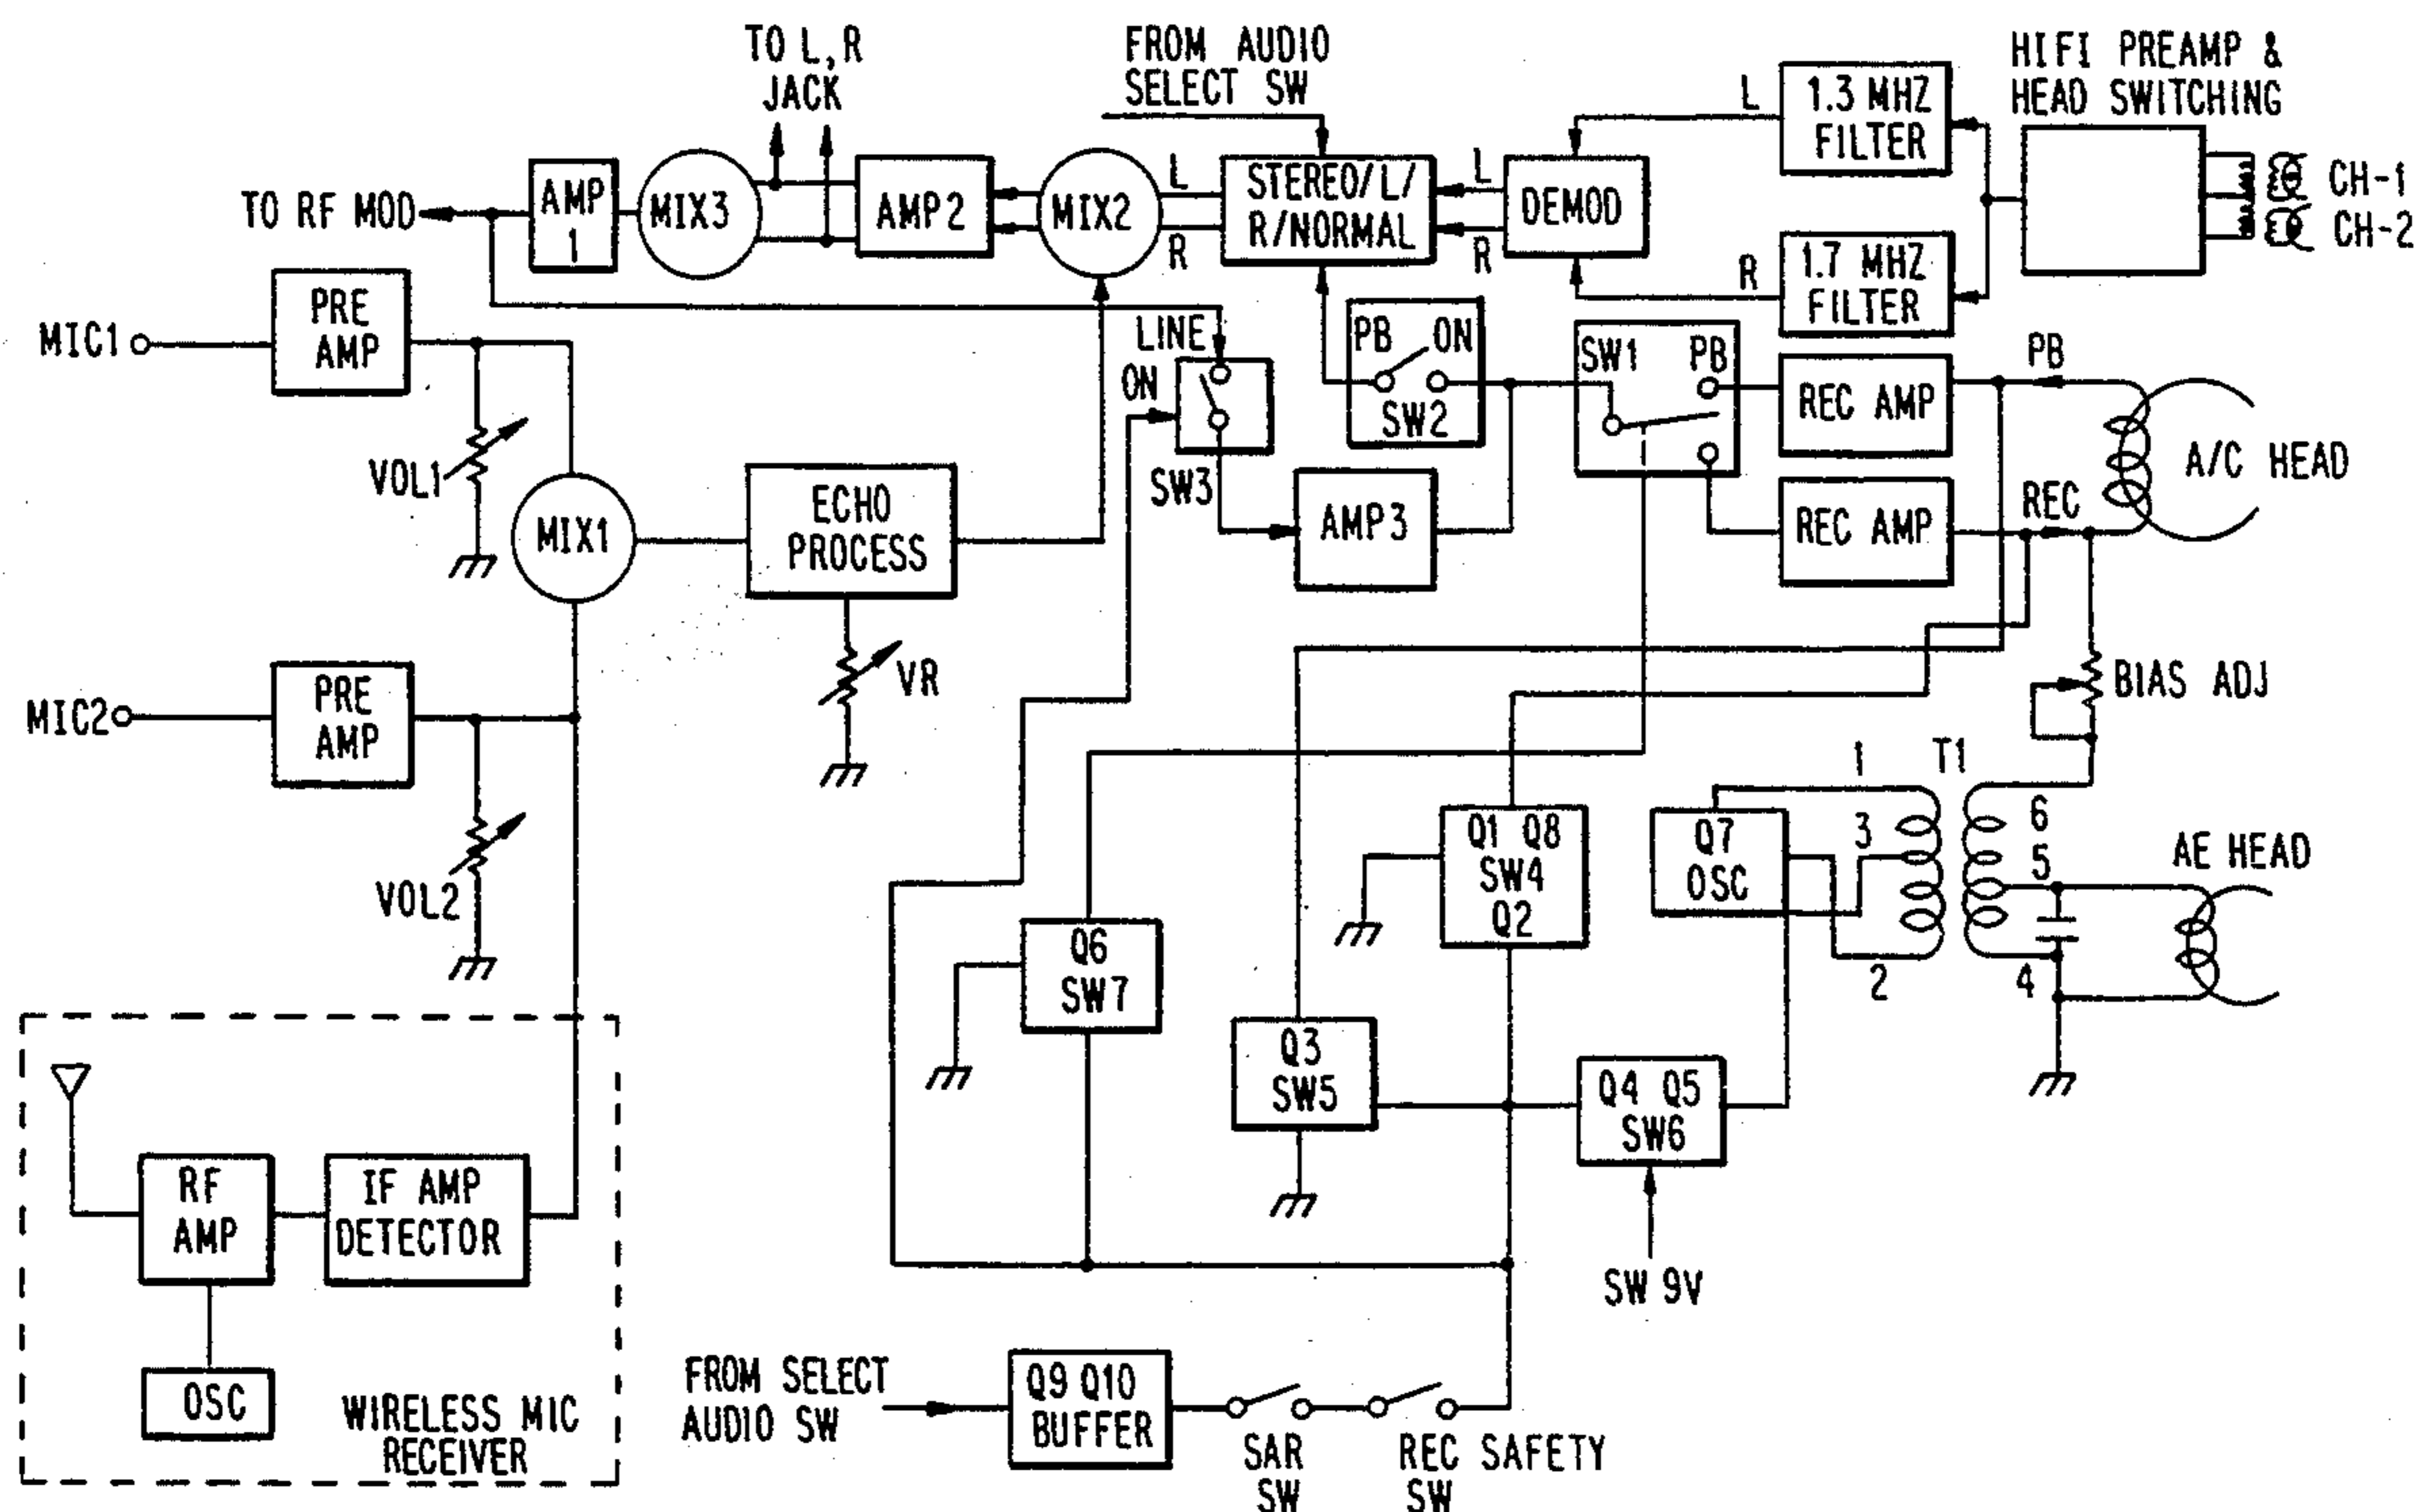 TO L,R
JACK
FROM AUDIO
SELECT SW
HIFI PREAMP &
HEAD SWITCHING
L
1.3 MHZ
FILTER
CH-1
CH-2
TO RF MOD
AMP
1
MIX3
AMP2
MIX2
L
R
STEREO/L/
R/NORMAL
L
R
DEMOD
R
1.7 MHZ
FILTER
MIC1
PRE
AMP
LINE
ON
SW3
PB ON
SW2
SW1 PB
REC AMP
PB
A/C HEAD
VOL1
MIX1
ECHO
PROCESS
AMP3
REC AMP
REC
VR
BIAS ADJ
MIC2
PRE
AMP
VOL2
Q1 Q8
SW4
Q2
Q7
OSC
1
3
2
T1
6
5
4
AE HEAD
Q6
SW7
Q3
SW5
Q4 Q5
SW6
SW 9V
RF
AMP
IF AMP
DETECTOR
OSC
WIRELESS MIC
RECEIVER
FROM SELECT
AUDIO SW
Q9 Q10
BUFFER
SAR
SW
REC SAFETY
SW